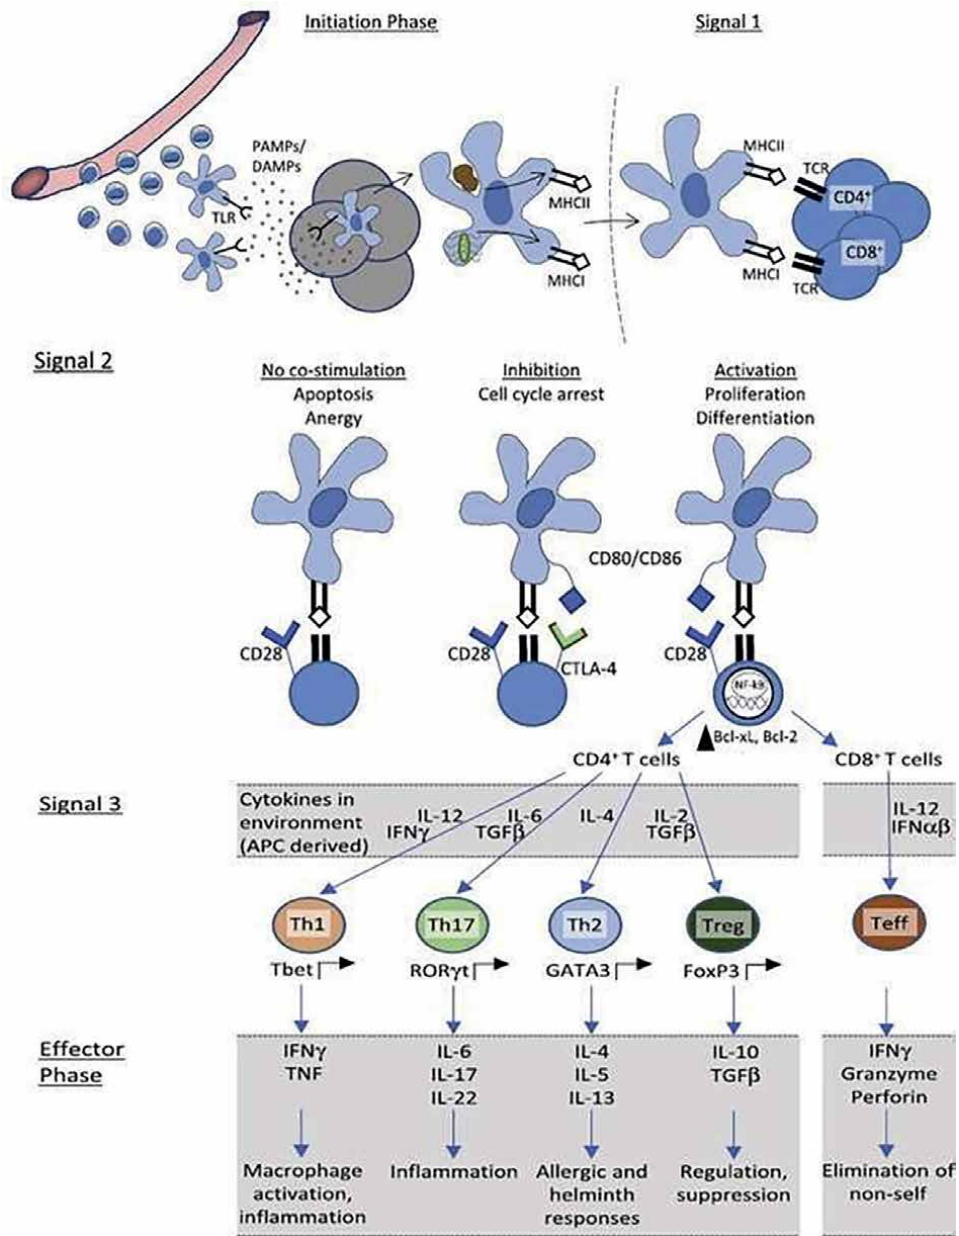 Initiation Phase
Signal 1
PAMPs/
DAMPs
TLR
MHCII
MHCI
MHCII
TCR
CD4⁺
CD8⁺
MHCI
TCR
Signal 2
No co-stimulation
Apoptosis
Anergy
Inhibition
Cell cycle arrest
Activation
Proliferation
Differentiation
CD80/CD86
CD28
CD28
CTLA-4
CD28
NF-kB
Bcl-xL, Bcl-2
CD4⁺ T cells
CD8⁺ T cells
Signal 3
Cytokines in
environment
(APC derived)
IL-12
IFNγ
IL-6
TGFβ
IL-4
IL-2
TGFβ
IL-12
IFNαβ
Th1
Th17
Th2
Treg
Teff
Tbet
RORγt
GATA3
FoxP3
Effector
Phase
IFNγ
TNF
IL-6
IL-17
IL-22
IL-4
IL-5
IL-13
IL-10
TGFβ
IFNγ
Granzyme
Perforin
Macrophage
activation,
inflammation
Inflammation
Allergic and
helminth
responses
Regulation,
suppression
Elimination of
non-self